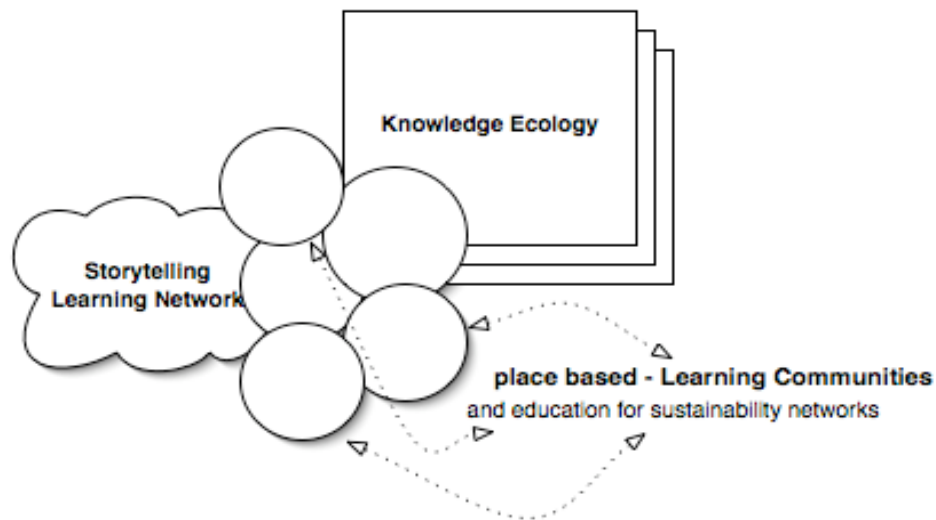 Knowledge Ecology
Storytelling
Learning Network
place based - Learning Communities
and education for sustainability networks